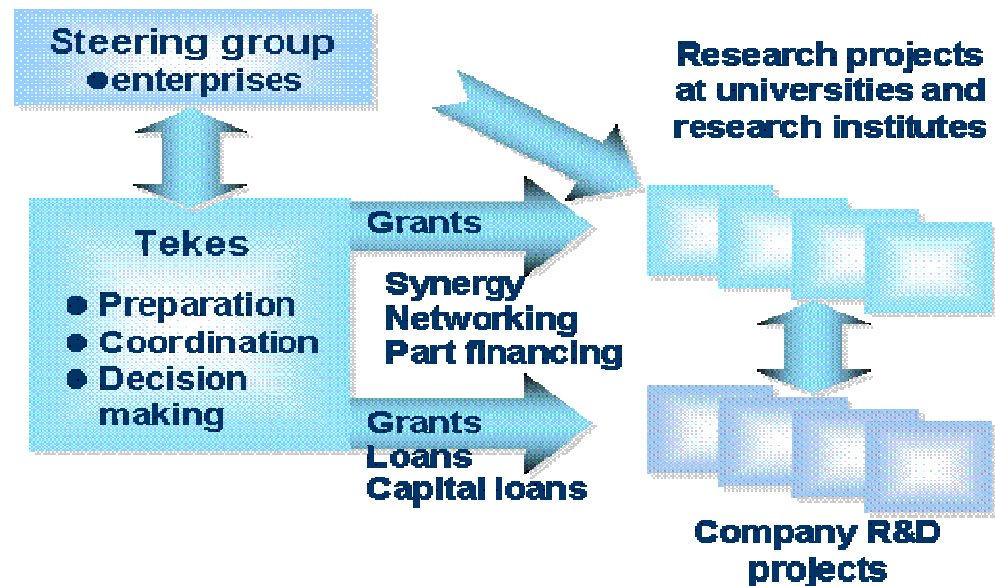 Steering group
●enterprises
Research projects
at universities and
research institutes
Tekes
● Preparation
● Coordination
● Decision
making
Grants
Synergy
Networking
Part financing
Grants
Loans
Capital loans
Company R&D
projects